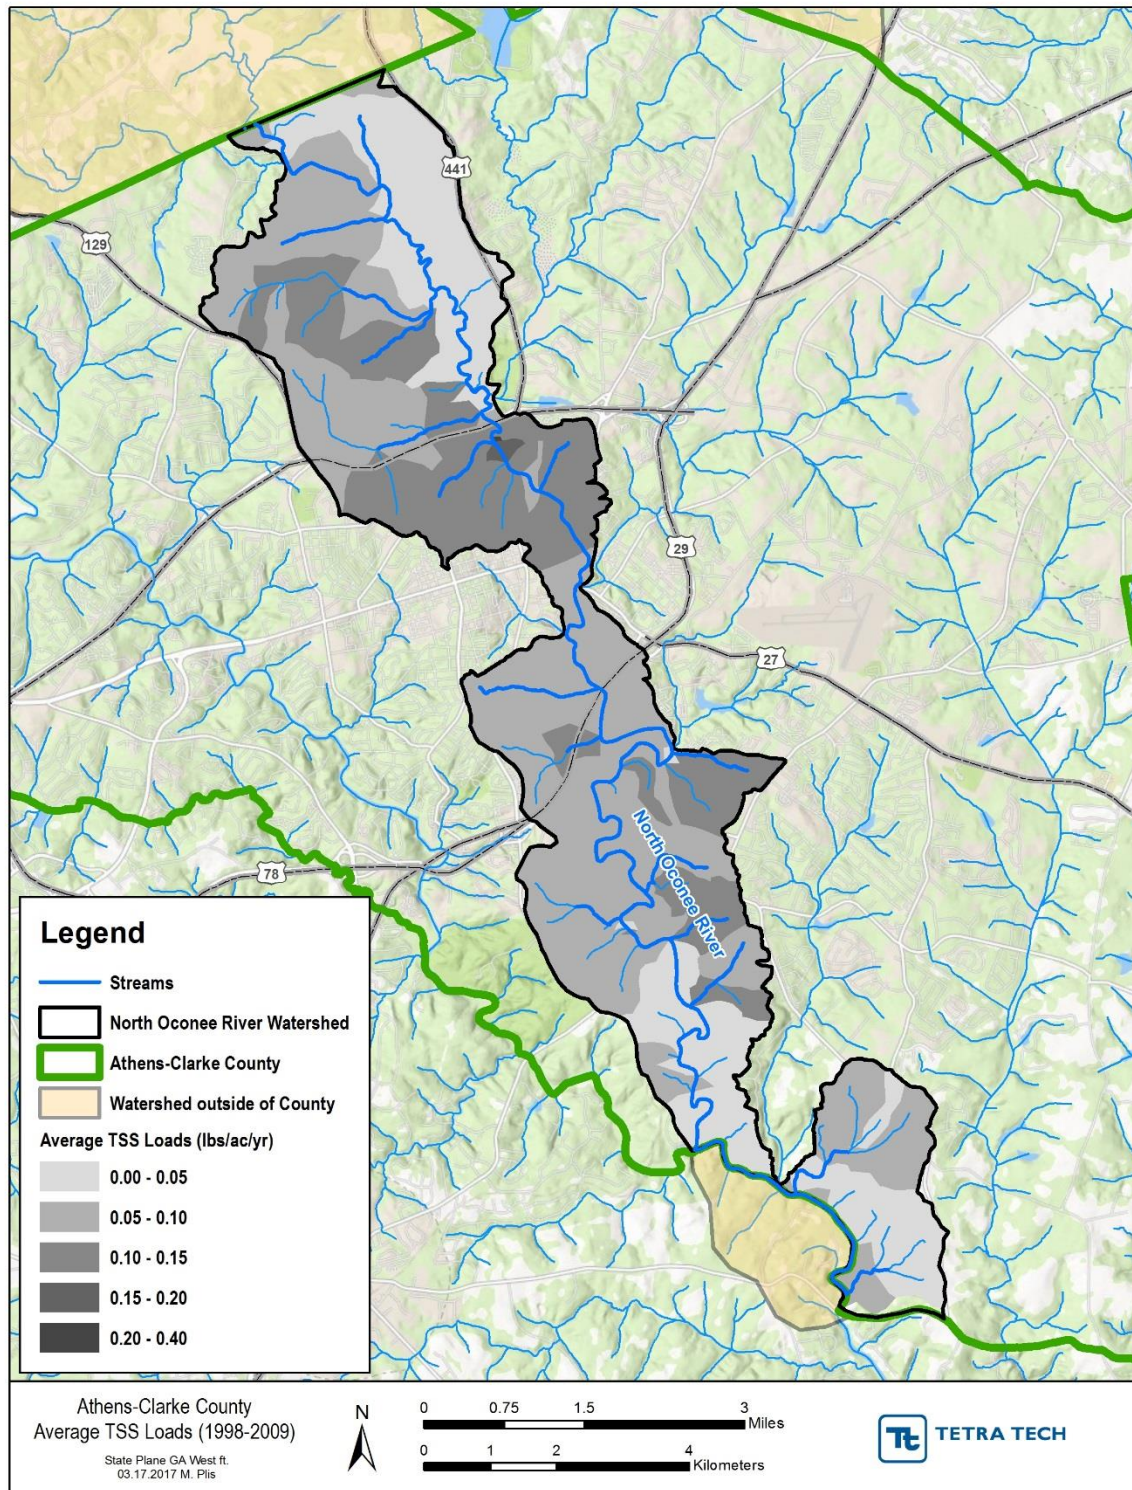 441
129
29
27
North Oconee River
78
Legend
Streams
North Oconee River Watershed
Athens-Clarke County
Watershed outside of County
Average TSS Loads (lbs/ac/yr)
0.00 - 0.05
0.05 - 0.10
0.10 - 0.15
0.15 - 0.20
0.20 - 0.40
Athens-Clarke County
Average TSS Loads (1998-2009)
State Plane GA West ft.
03.17.2017 M. Plis
N
0 0.75 1.5 3
Miles
0 1 2 4
Kilometers
Tt TETRA TECH